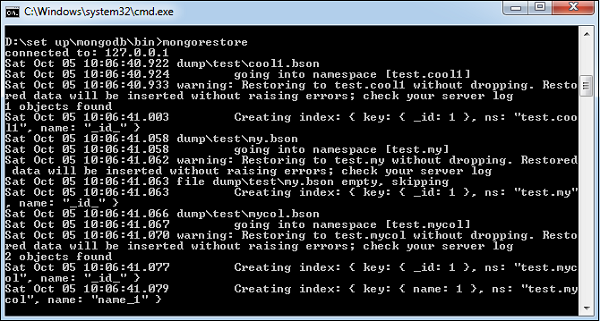 C:\Windows\system32\cmd.exe
D:\set up\mongodb\bin>mongorestore
connected to: 127.0.0.1
Sat Oct 05 10:06:40.922 dump\test\cool1.bson
Sat Oct 05 10:06:40.924 going into namespace [test.cool1]
Sat Oct 05 10:06:40.933 warning: Restoring to test.cool1 without dropping. Resto
red data will be inserted without raising errors; check your server log
1 objects found
Sat Oct 05 10:06:41.003 Creating index: { key: { _id: 1 }, ns: "test.coo
l1", name: "_id_" }
Sat Oct 05 10:06:41.058 dump\test\my.bson
Sat Oct 05 10:06:41.058 going into namespace [test.my]
Sat Oct 05 10:06:41.062 warning: Restoring to test.my without dropping. Restored
data will be inserted without raising errors; check your server log
Sat Oct 05 10:06:41.063 file dump\test\my.bson empty, skipping
Sat Oct 05 10:06:41.063 Creating index: { key: { _id: 1 }, ns: "test.my"
, name: "_id_" }
Sat Oct 05 10:06:41.066 dump\test\mycol.bson
Sat Oct 05 10:06:41.067 going into namespace [test.mycol]
Sat Oct 05 10:06:41.070 warning: Restoring to test.mycol without dropping. Resto
red data will be inserted without raising errors; check your server log
2 objects found
Sat Oct 05 10:06:41.077 Creating index: { key: { _id: 1 }, ns: "test.myc
ol", name: "_id_" }
Sat Oct 05 10:06:41.079 Creating index: { key: { name: 1 }, ns: "test.my
col", name: "name_1" }